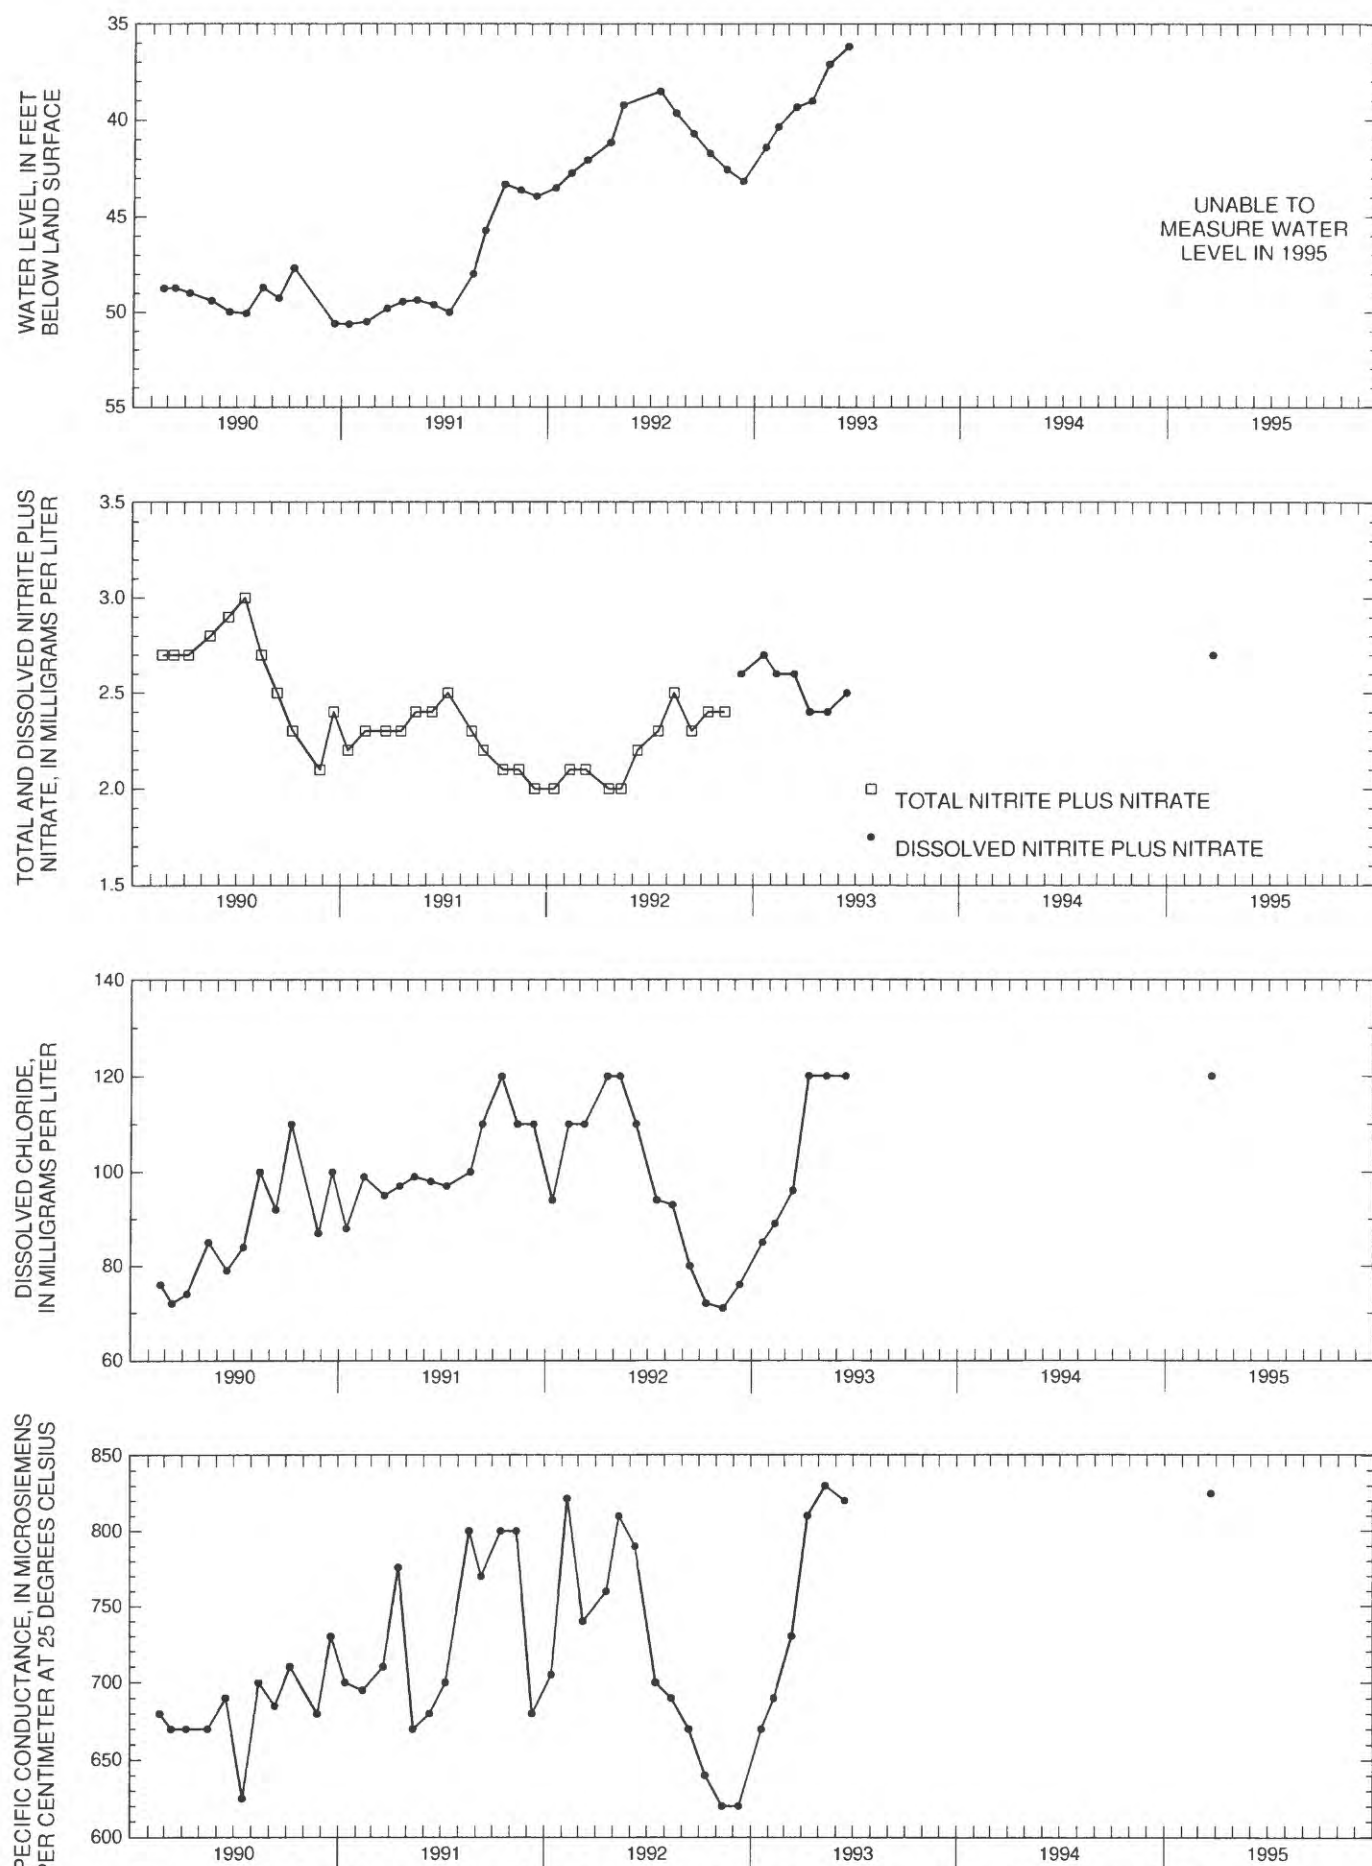 WATER LEVEL, IN FEET
BELOW LAND SURFACE
35
40
45
50
55
UNABLE TO
MEASURE WATER
LEVEL IN 1995
1990 1991 1992 1993 1994 1995
TOTAL AND DISSOLVED NITRITE PLUS
NITRATE, IN MILLIGRAMS PER LITER
3.5
3.0
2.5
2.0
1.5
TOTAL NITRITE PLUS NITRATE
DISSOLVED NITRITE PLUS NITRATE
1990 1991 1992 1993 1994 1995
DISSOLVED CHLORIDE,
IN MILLIGRAMS PER LITER
140
120
100
80
60
1990 1991 1992 1993 1994 1995
PECIFIC CONDUCTANCE, IN MICROSIEMENS
PER CENTIMETER AT 25 DEGREES CELSIUS
850
800
750
700
650
600
1990 1991 1992 1993 1994 1995